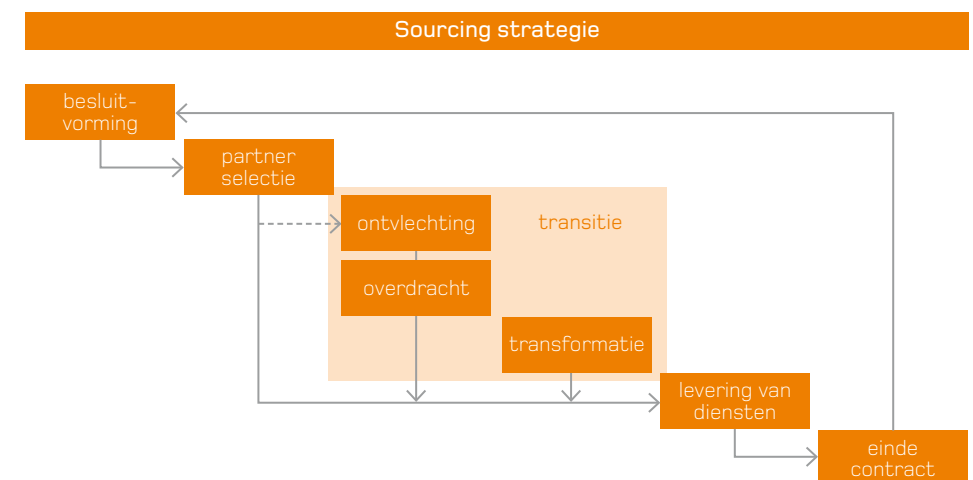 Sourcing strategie
besluit-
vorming
partner
selectie
ontvlechting
transitie
overdracht
transformatie
levering van
diensten
einde
contract